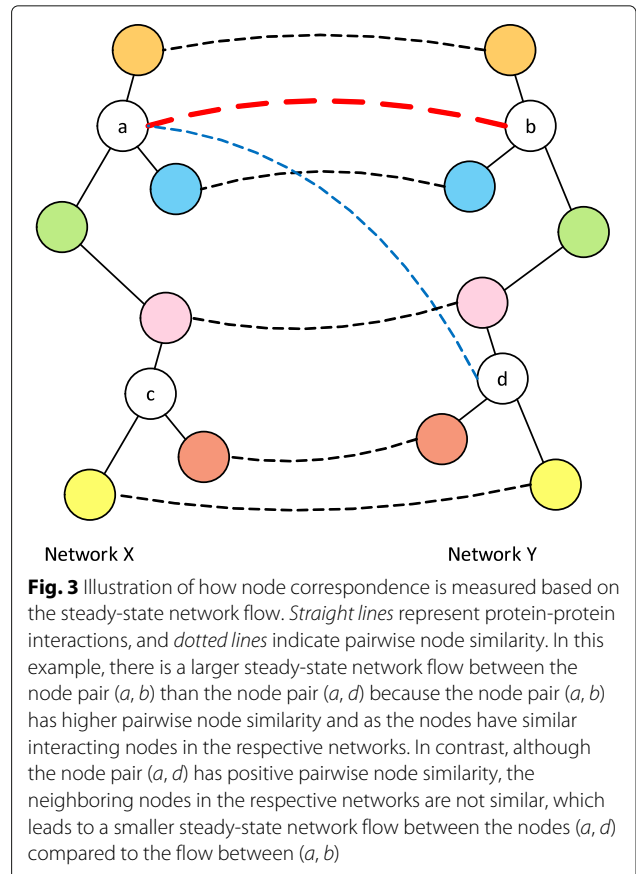 a
b
c
d
Network X
Network Y
Fig. 3 Illustration of how node correspondence is measured based on
the steady-state network flow. Straight lines represent protein-protein
interactions, and dotted lines indicate pairwise node similarity. In this
example, there is a larger steady-state network flow between the
node pair (a, b) than the node pair (a, d) because the node pair (a, b)
has higher pairwise node similarity and as the nodes have similar
interacting nodes in the respective networks. In contrast, although
the node pair (a, d) has positive pairwise node similarity, the
neighboring nodes in the respective networks are not similar, which
leads to a smaller steady-state network flow between the nodes (a, d)
compared to the flow between (a, b)